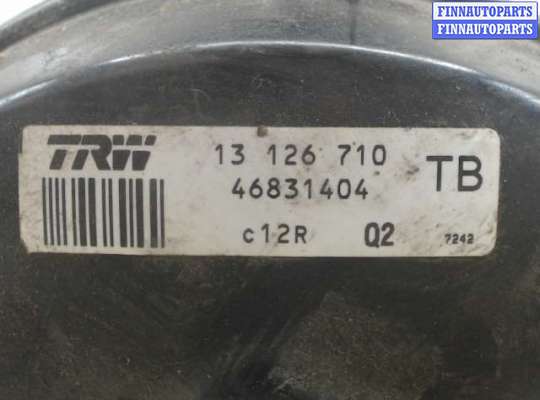 FINNAUTOPARTS
FINNAUTOPARTS
TRW 13 126 710 TB
46831404
c12R Q2 7242